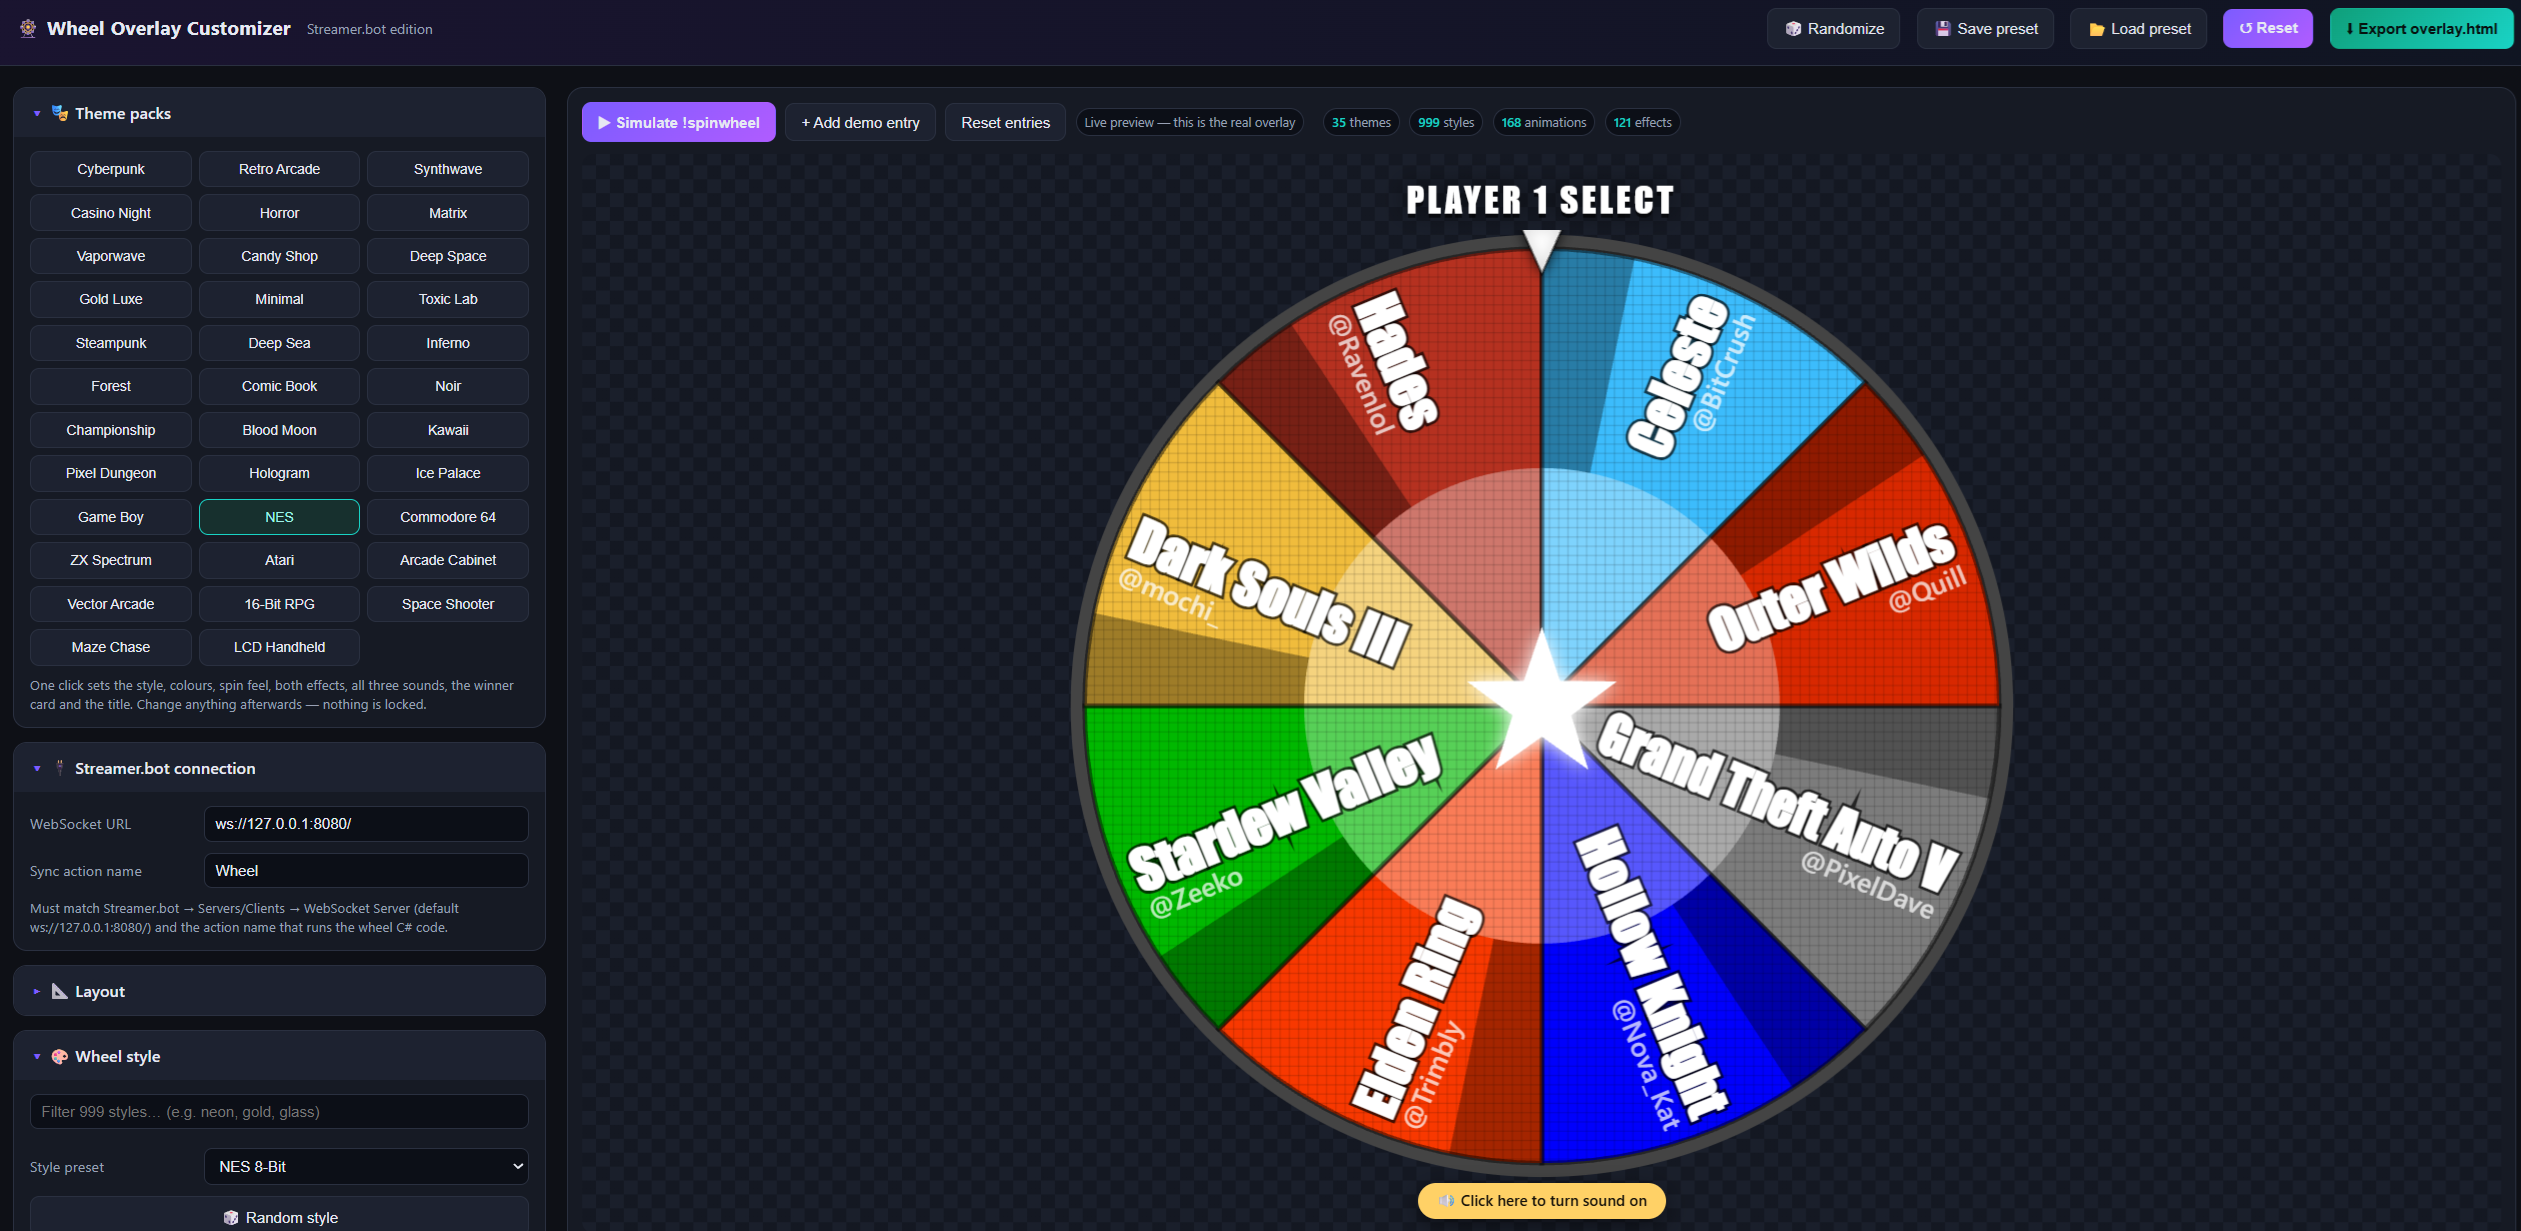 Wheel Overlay Customizer
Streamer.bot edition
Randomize
Save preset
Load preset
↺ Reset
⬇ Export overlay.html
Theme packs
Cyberpunk
Retro Arcade
Synthwave
Casino Night
Horror
Matrix
Vaporwave
Candy Shop
Deep Space
Gold Luxe
Minimal
Toxic Lab
Steampunk
Deep Sea
Inferno
Forest
Comic Book
Noir
Championship
Blood Moon
Kawaii
Pixel Dungeon
Hologram
Ice Palace
Game Boy
NES
Commodore 64
ZX Spectrum
Atari
Arcade Cabinet
Vector Arcade
16-Bit RPG
Space Shooter
Maze Chase
LCD Handheld
One click sets the style, colours, spin feel, both effects, all three sounds, the winner
card and the title. Change anything afterwards — nothing is locked.
Streamer.bot connection
WebSocket URL
ws://127.0.0.1:8080/
Sync action name
Wheel
Must match Streamer.bot → Servers/Clients → WebSocket Server (default
ws://127.0.0.1:8080/) and the action name that runs the wheel C# code.
Layout
Wheel style
Filter 999 styles... (e.g. neon, gold, glass)
Style preset
NES 8-Bit
Random style
▶ Simulate !spinwheel
+ Add demo entry
Reset entries
Live preview — this is the real overlay
35 themes
999 styles
168 animations
121 effects
PLAYER 1 SELECT
Hades
@Ravenlol
Celeste
@BitCrush
Dark Souls III
@mochi_
Outer Wilds
@Quill
Stardew Valley
@Zeeko
Grand Theft Auto V
@PixelDave
Elden Ring
@Trimbly
Hollow Knight
@Nova_Kat
Click here to turn sound on